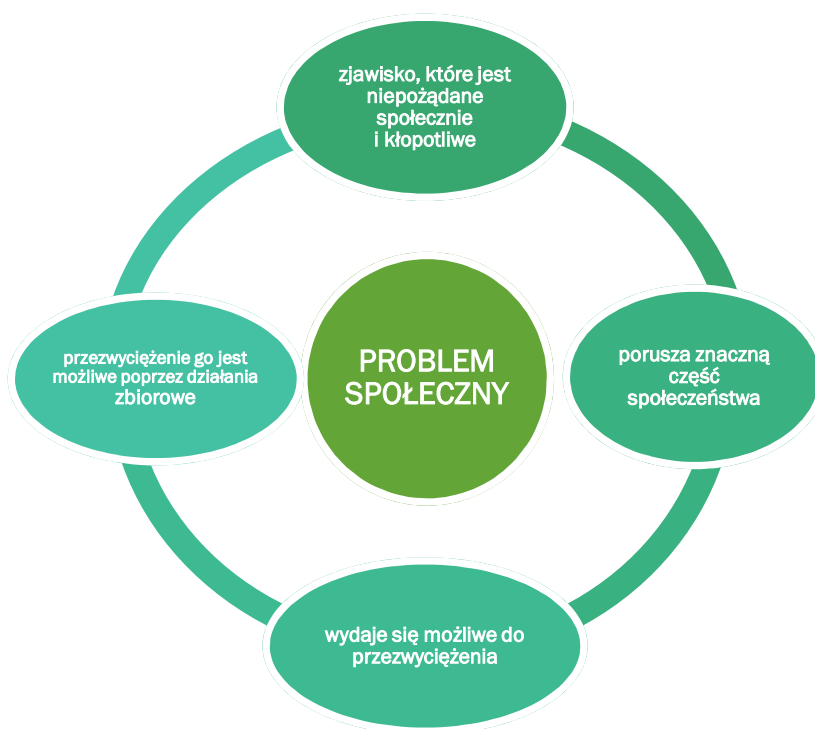 zjawisko, które jest
niepożądane
społecznie
i kłopotliwe
PROBLEM
SPOŁECZNY
porusza znaczną
część
społeczeństwa
wydaje się możliwe do
przezwyciężenia
przezwyciężenie go jest
możliwe poprzez działania
zbiorowe